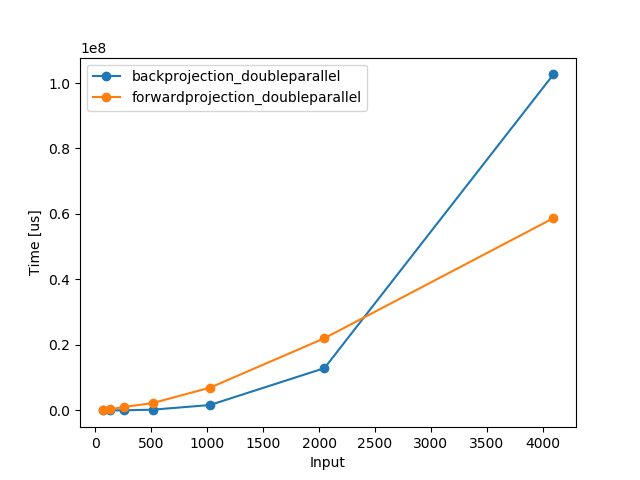 1e8
backprojection_doubleparallel
forwardprojection_doubleparallel
1.0
0.8
0.6
0.4
0.2
0.0
Time [us]
0 500 1000 1500 2000 2500 3000 3500 4000
Input